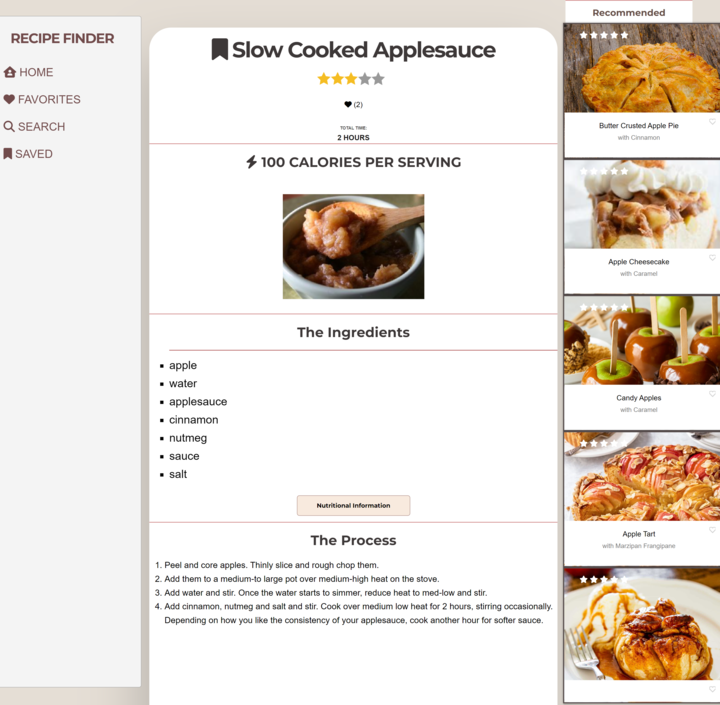 RECIPE FINDER
HOME
FAVORITES
SEARCH
SAVED
Slow Cooked Applesauce
(2)
TOTAL TIME:
2 HOURS
100 CALORIES PER SERVING
The Ingredients
apple
water
applesauce
cinnamon
nutmeg
sauce
salt
Nutritional Information
The Process
1. Peel and core apples. Thinly slice and rough chop them.
2. Add them to a medium-to large pot over medium-high heat on the stove.
3. Add water and stir. Once the water starts to simmer, reduce heat to med-low and stir.
4. Add cinnamon, nutmeg and salt and stir. Cook over medium low heat for 2 hours, stirring occasionally.
Depending on how you like the consistency of your applesauce, cook another hour for softer sauce.
Recommended
Butter Crusted Apple Pie
with Cinnamon
Apple Cheesecake
with Caramel
Candy Apples
with Caramel
Apple Tart
with Marzipan Frangipane